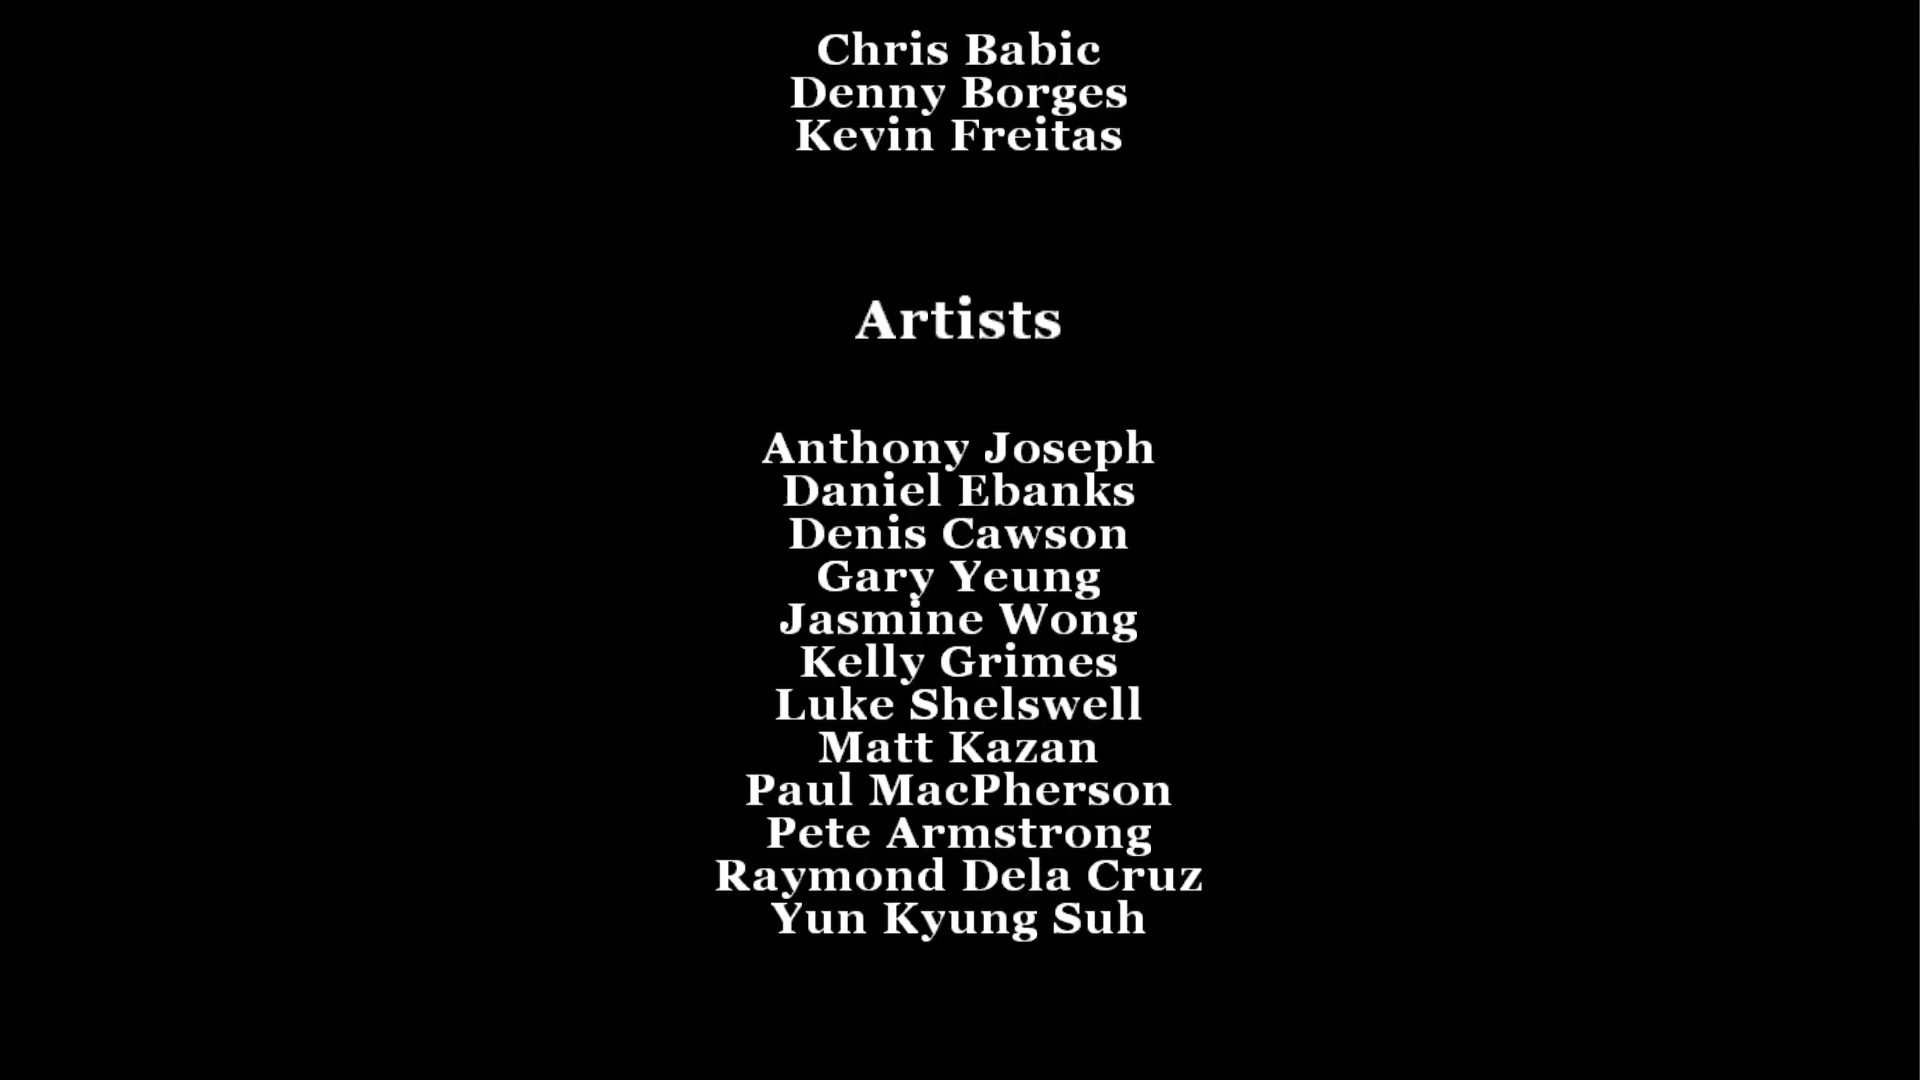 Chris Babic
Denny Borges
Kevin Freitas
Artists
Anthony Joseph
Daniel Ebanks
Denis Cawson
Gary Yeung
Jasmine Wong
Kelly Grimes
Luke Shelswell
Matt Kazan
Paul MacPherson
Pete Armstrong
Raymond Dela Cruz
Yun Kyung Suh